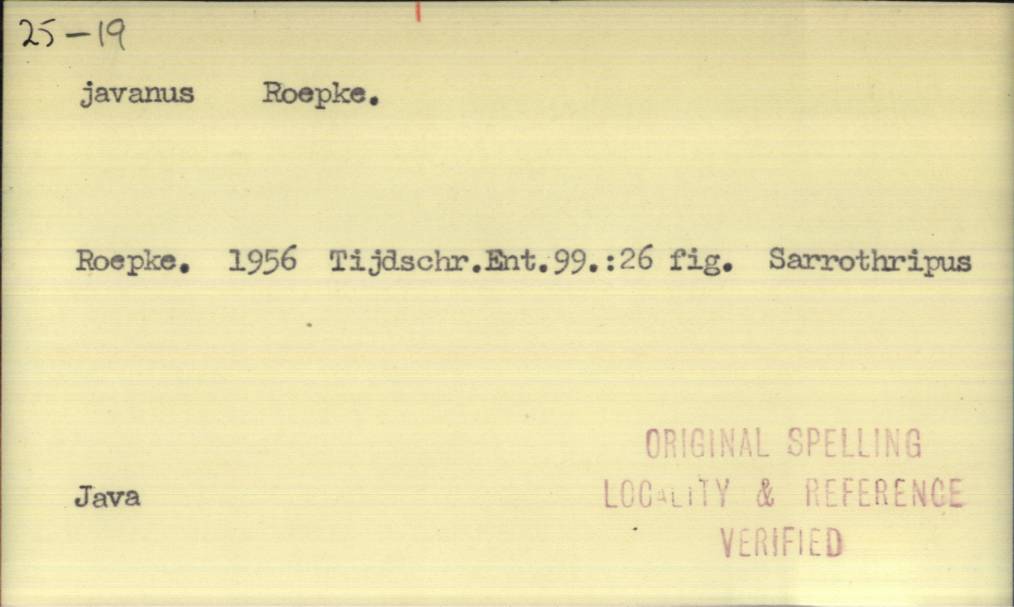 25-19
javanus Roepke.
Roepke. 1956 Tijdschr.Ent.99.:26 fig. Sarrothripus
Java
ORIGINAL SPELLING
LOCALITY & REFERENCE
VERIFIED